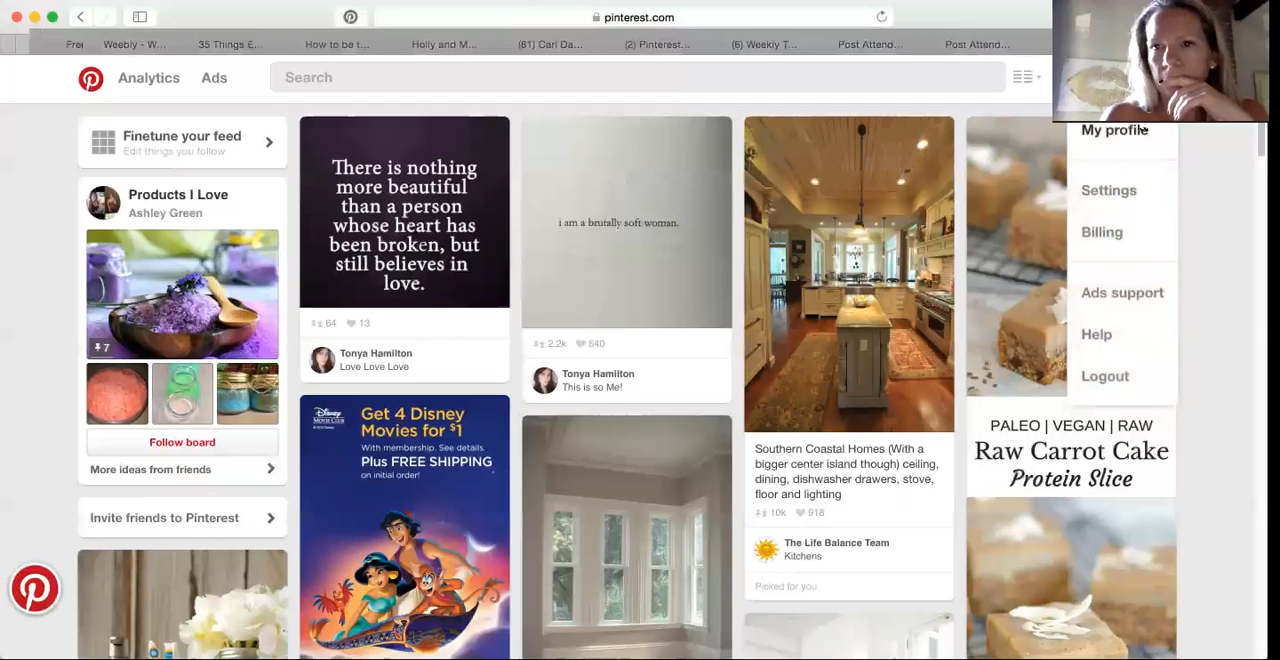 pinterest.com
Weebly - W...
35 Things E...
How to be t...
Holly and M...
(81) Carl Da...
(2) Pinterest...
(6) Weekly T...
Post Attend...
Post Attend...
Analytics
Ads
Search
My profile
Settings
Billing
Ads support
Help
Logout
Finetune your feed
Edit things you follow
Products I Love
Ashley Green
7
Follow board
More ideas from friends
Invite friends to Pinterest
There is nothing
more beautiful
than a person
whose heart has
been broken, but
still believes in
love.
64
13
Tonya Hamilton
Love Love Love
DISNEY
MOVIE CLUB
Get 4 Disney
Movies for $1
With membership. See details.
Plus FREE SHIPPING
on initial order!
i am a brutally soft woman.
2.2k
540
Tonya Hamilton
This is so Me!
Southern Coastal Homes (With a
bigger center island though) ceiling,
dining, dishwasher drawers, stove,
floor and lighting
10k
918
The Life Balance Team
Kitchens
Picked for you
PALEO | VEGAN | RAW
Raw Carrot Cake
Protein Slice